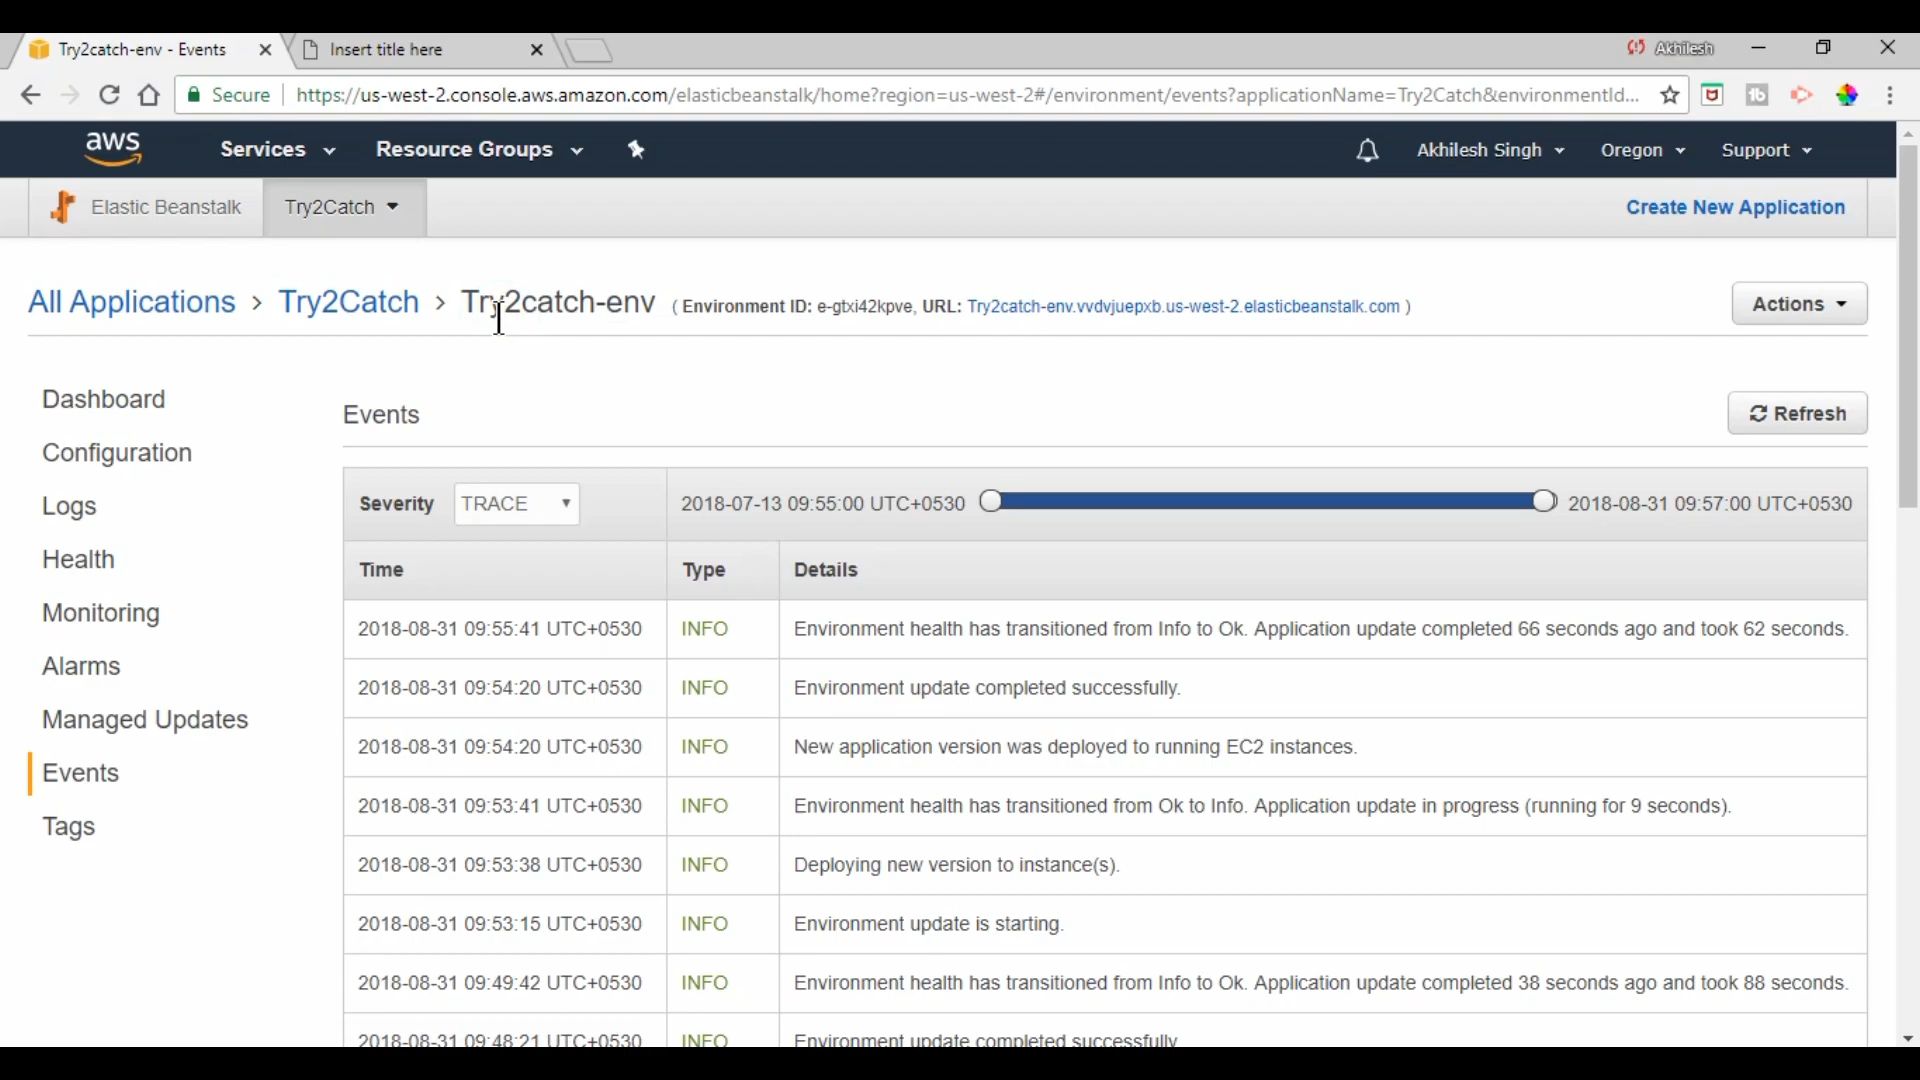 Try2catch-env - Events
Insert title here
Akhilesh
Secure https://us-west-2.console.aws.amazon.com/elasticbeanstalk/home?region=us-west-2#/environment/events?applicationName=Try2Catch&environmentId...
aws Services Resource Groups Akhilesh Singh Oregon Support
Elastic Beanstalk Try2Catch Create New Application
All Applications > Try2Catch > Try2catch-env ( Environment ID: e-gtxi42kpve, URL: Try2catch-env.vvdvjuepxb.us-west-2.elasticbeanstalk.com ) Actions
Dashboard
Configuration
Logs
Health
Monitoring
Alarms
Managed Updates
Events
Tags
Events Refresh
Severity TRACE 2018-07-13 09:55:00 UTC+0530 2018-08-31 09:57:00 UTC+0530
Time Type Details
2018-08-31 09:55:41 UTC+0530 INFO Environment health has transitioned from Info to Ok. Application update completed 66 seconds ago and took 62 seconds.
2018-08-31 09:54:20 UTC+0530 INFO Environment update completed successfully.
2018-08-31 09:54:20 UTC+0530 INFO New application version was deployed to running EC2 instances.
2018-08-31 09:53:41 UTC+0530 INFO Environment health has transitioned from Ok to Info. Application update in progress (running for 9 seconds).
2018-08-31 09:53:38 UTC+0530 INFO Deploying new version to instance(s).
2018-08-31 09:53:15 UTC+0530 INFO Environment update is starting.
2018-08-31 09:49:42 UTC+0530 INFO Environment health has transitioned from Info to Ok. Application update completed 38 seconds ago and took 88 seconds.
2018-08-31 09:48:21 UTC+0530 INFO Environment update completed successfully